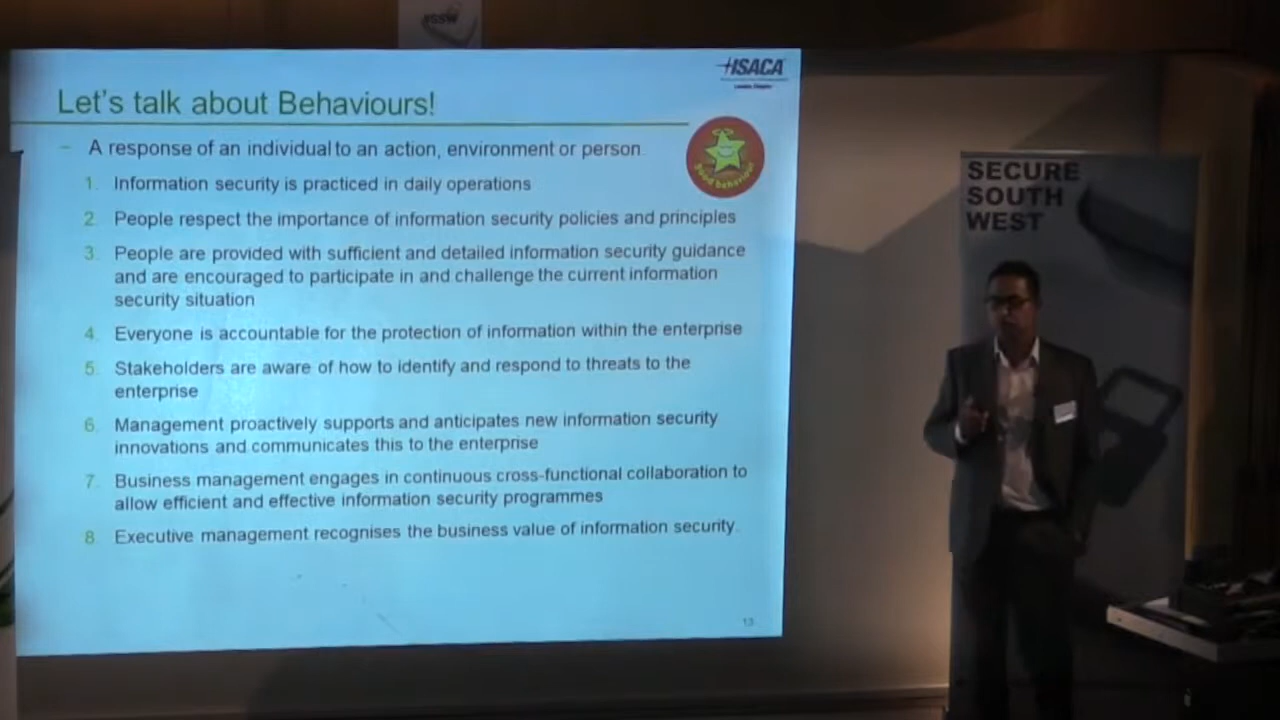 #SSW
ISACA
London Chapter
Let's talk about Behaviours!
– A response of an individual to an action, environment or person.
good behaviour
1. Information security is practiced in daily operations
2. People respect the importance of information security policies and principles
3. People are provided with sufficient and detailed information security guidance
and are encouraged to participate in and challenge the current information
security situation
4. Everyone is accountable for the protection of information within the enterprise
5. Stakeholders are aware of how to identify and respond to threats to the
enterprise
6. Management proactively supports and anticipates new information security
innovations and communicates this to the enterprise
7. Business management engages in continuous cross-functional collaboration to
allow efficient and effective information security programmes
8. Executive management recognises the business value of information security.
13
SECURE
SOUTH
WEST